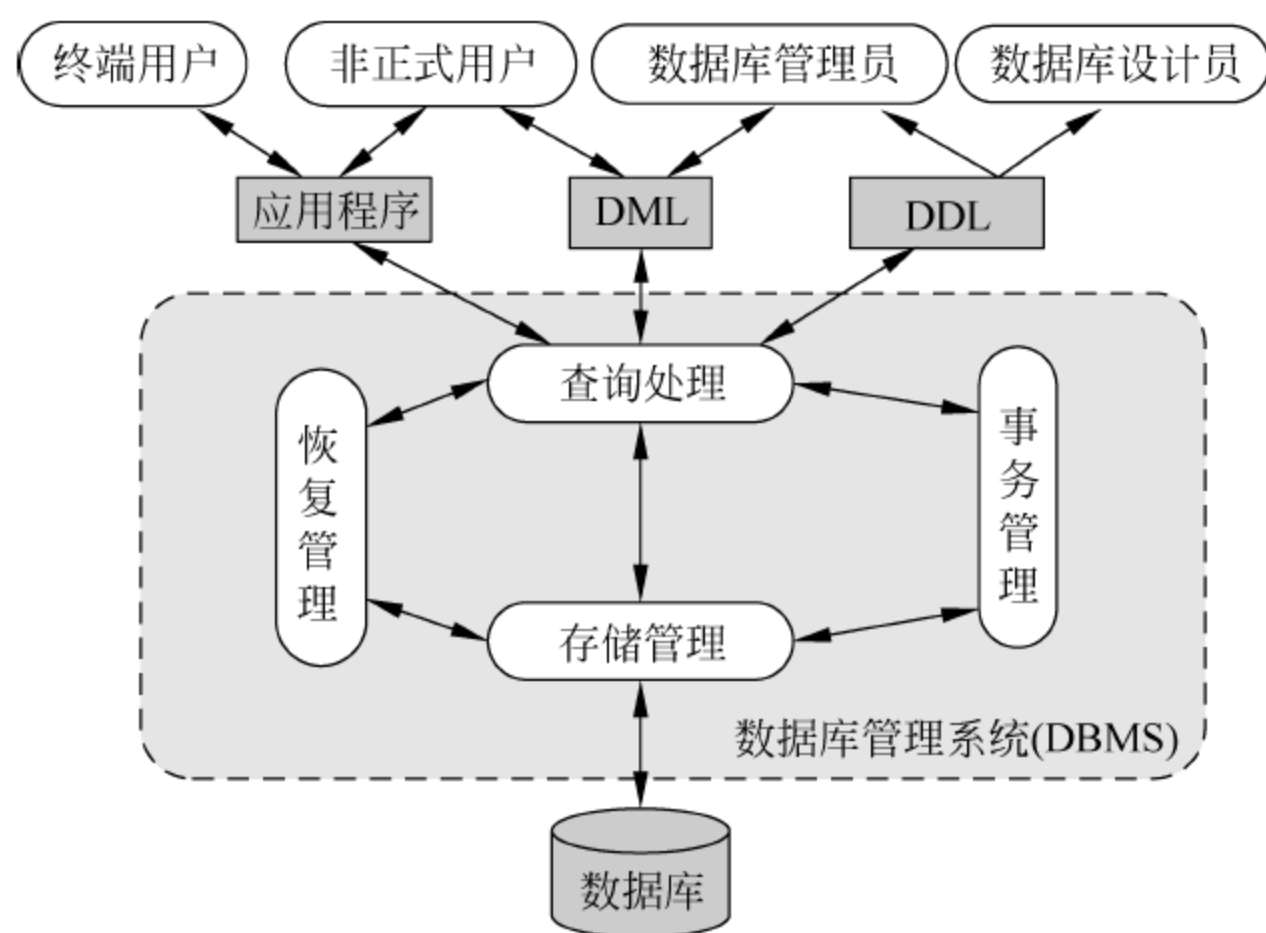 终端用户
非正式用户
数据库管理员
数据库设计员
应用程序
DML
DDL
查询处理
恢复管理
事务管理
存储管理
数据库管理系统(DBMS)
数据库